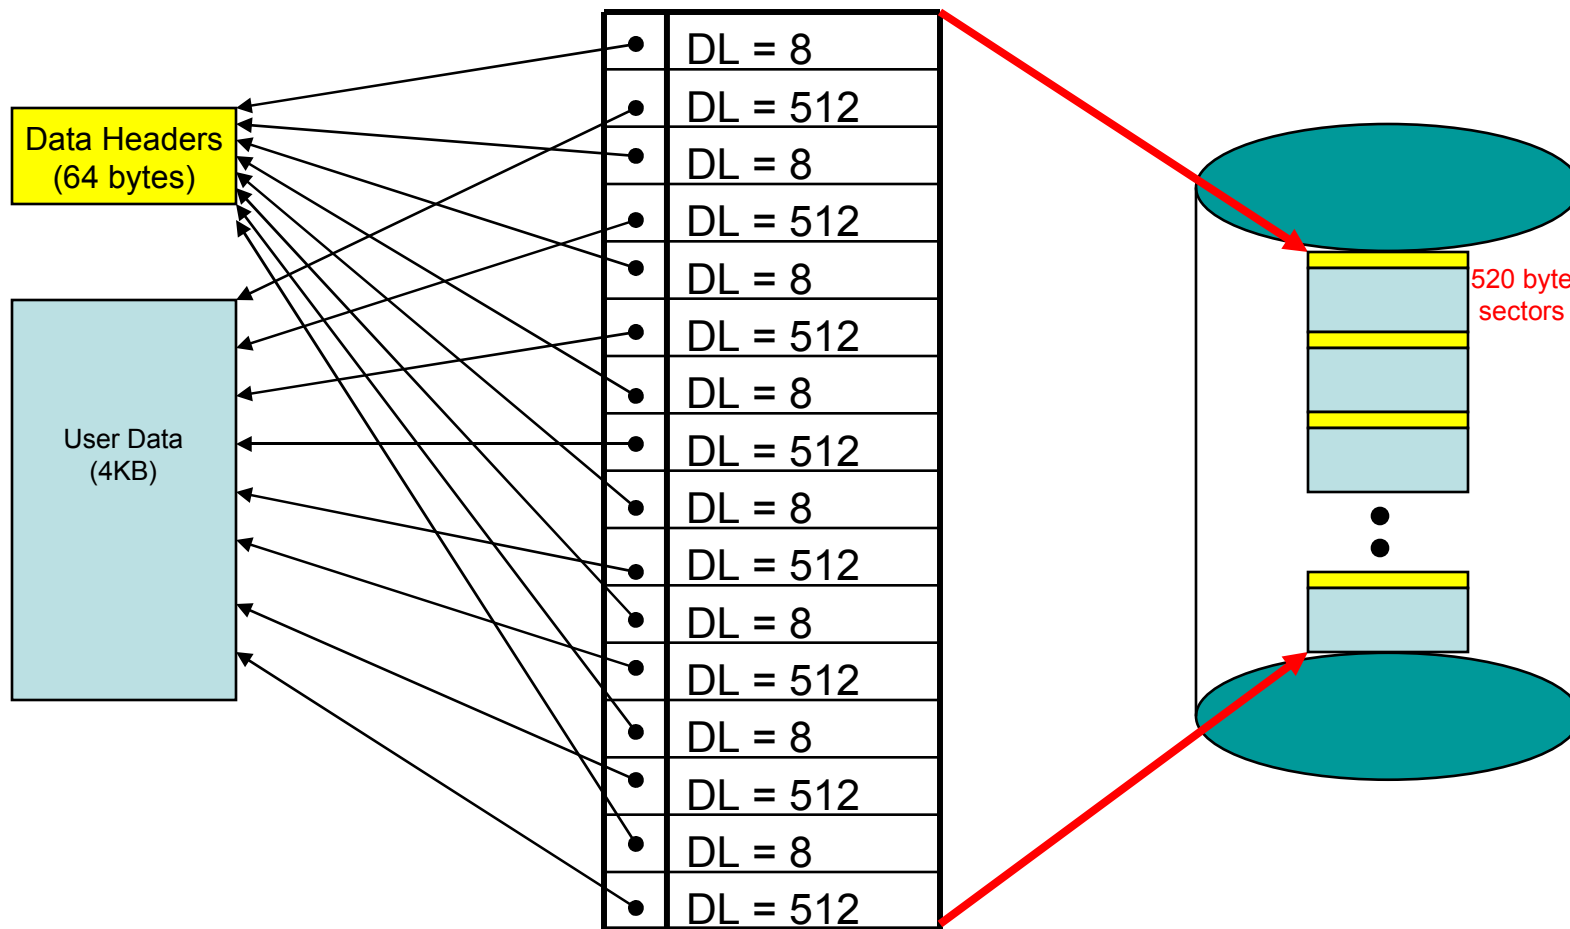 Data Headers
(64 bytes)
User Data
(4KB)
DL = 8
DL = 512
DL = 8
DL = 512
DL = 8
DL = 512
DL = 8
DL = 512
DL = 8
DL = 512
DL = 8
DL = 512
DL = 8
DL = 512
DL = 8
DL = 512
520 byte
sectors